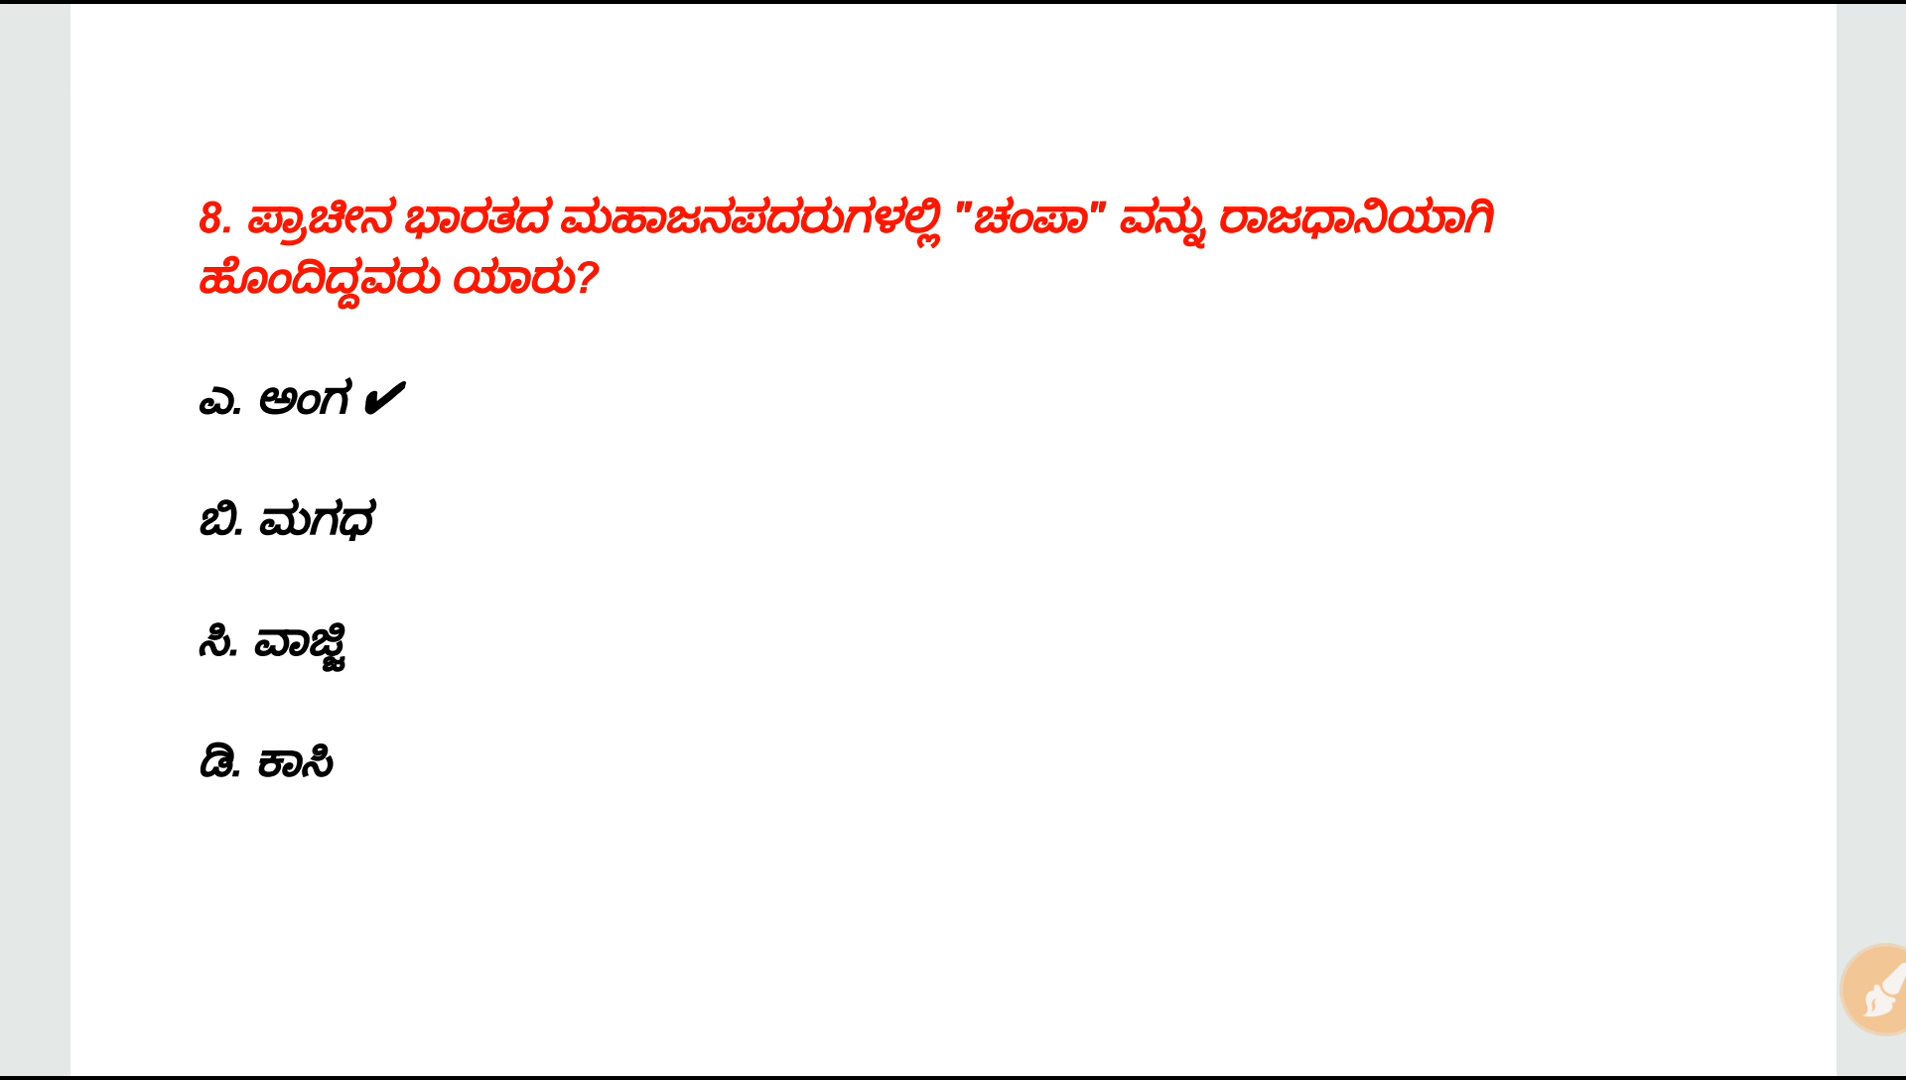 8. ಪ್ರಾಚೀನ ಭಾರತದ ಮಹಾಜನಪದರುಗಳಲ್ಲಿ "ಚಂಪಾ" ವನ್ನು ರಾಜಧಾನಿಯಾಗಿ
ಹೊಂದಿದ್ದವರು ಯಾರು?
ಎ. ಅಂಗ ✔
ಬಿ. ಮಗಧ
ಸಿ. ವಾಜ್ಜಿ
ಡಿ. ಕಾಸಿ